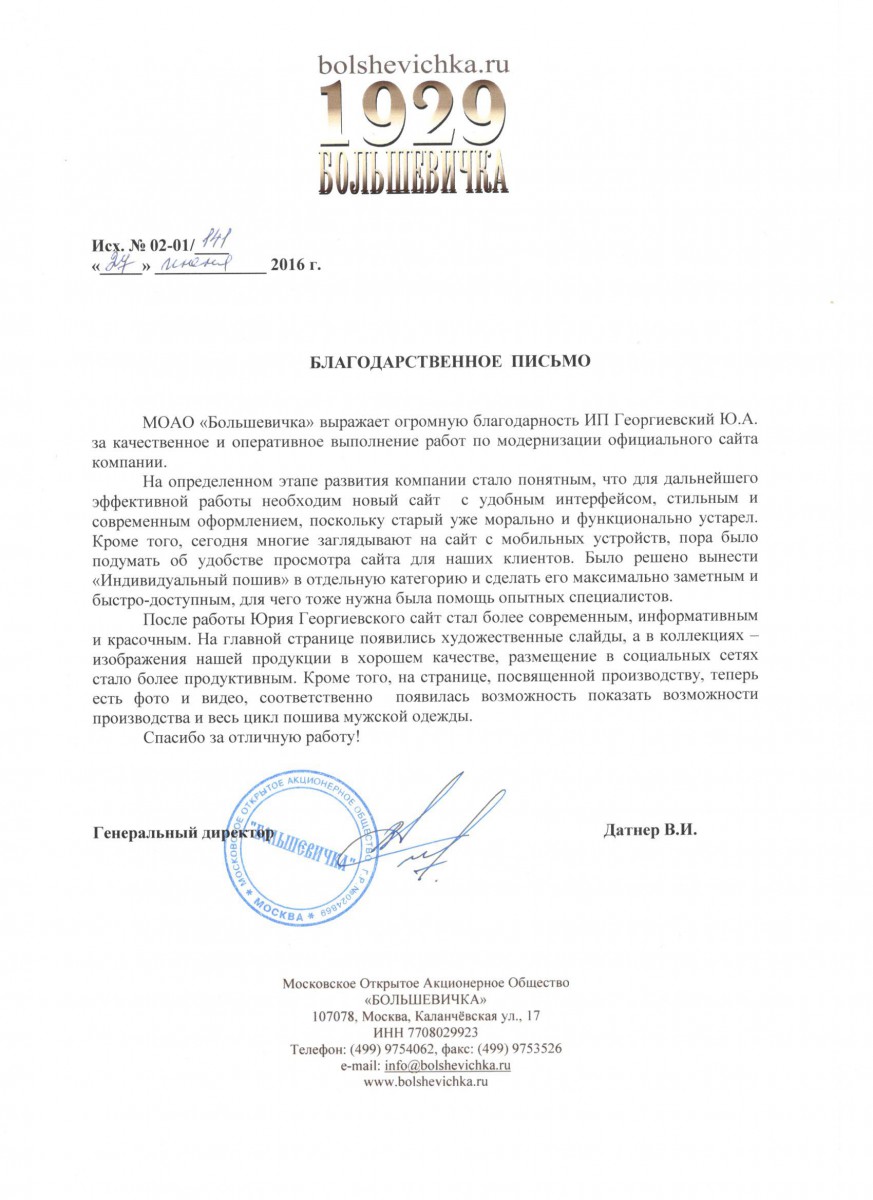 bolshevichka.ru
1929
БОЛЬШЕВИЧКА
Исх. № 02-01/ 141
« 27 » июня 2016 г.
БЛАГОДАРСТВЕННОЕ ПИСЬМО
МОАО «Большевичка» выражает огромную благодарность ИП Георгиевский Ю.А.
за качественное и оперативное выполнение работ по модернизации официального сайта
компании.
На определенном этапе развития компании стало понятным, что для дальнейшего
эффективной работы необходим новый сайт с удобным интерфейсом, стильным и
современным оформлением, поскольку старый уже морально и функционально устарел.
Кроме того, сегодня многие заглядывают на сайт с мобильных устройств, пора было
подумать об удобстве просмотра сайта для наших клиентов. Было решено вынести
«Индивидуальный пошив» в отдельную категорию и сделать его максимально заметным и
быстро-доступным, для чего тоже нужна была помощь опытных специалистов.
После работы Юрия Георгиевского сайт стал более современным, информативным
и красочным. На главной странице появились художественные слайды, а в коллекциях –
изображения нашей продукции в хорошем качестве, размещение в социальных сетях
стало более продуктивным. Кроме того, на странице, посвященной производству, теперь
есть фото и видео, соответственно появилась возможность показать возможности
производства и весь цикл пошива мужской одежды.
Спасибо за отличную работу!
Генеральный директор
Датнер В.И.
МОСКОВСКОЕ ОТКРЫТОЕ АКЦИОНЕРНОЕ ОБЩЕСТВО Г.Р №024869
"БОЛЬШЕВИЧКА"
* МОСКВА *
Московское Открытое Акционерное Общество
«БОЛЬШЕВИЧКА»
107078, Москва, Каланчёвская ул., 17
ИНН 7708029923
Телефон: (499) 9754062, факс: (499) 9753526
e-mail: info@bolshevichka.ru
www.bolshevichka.ru